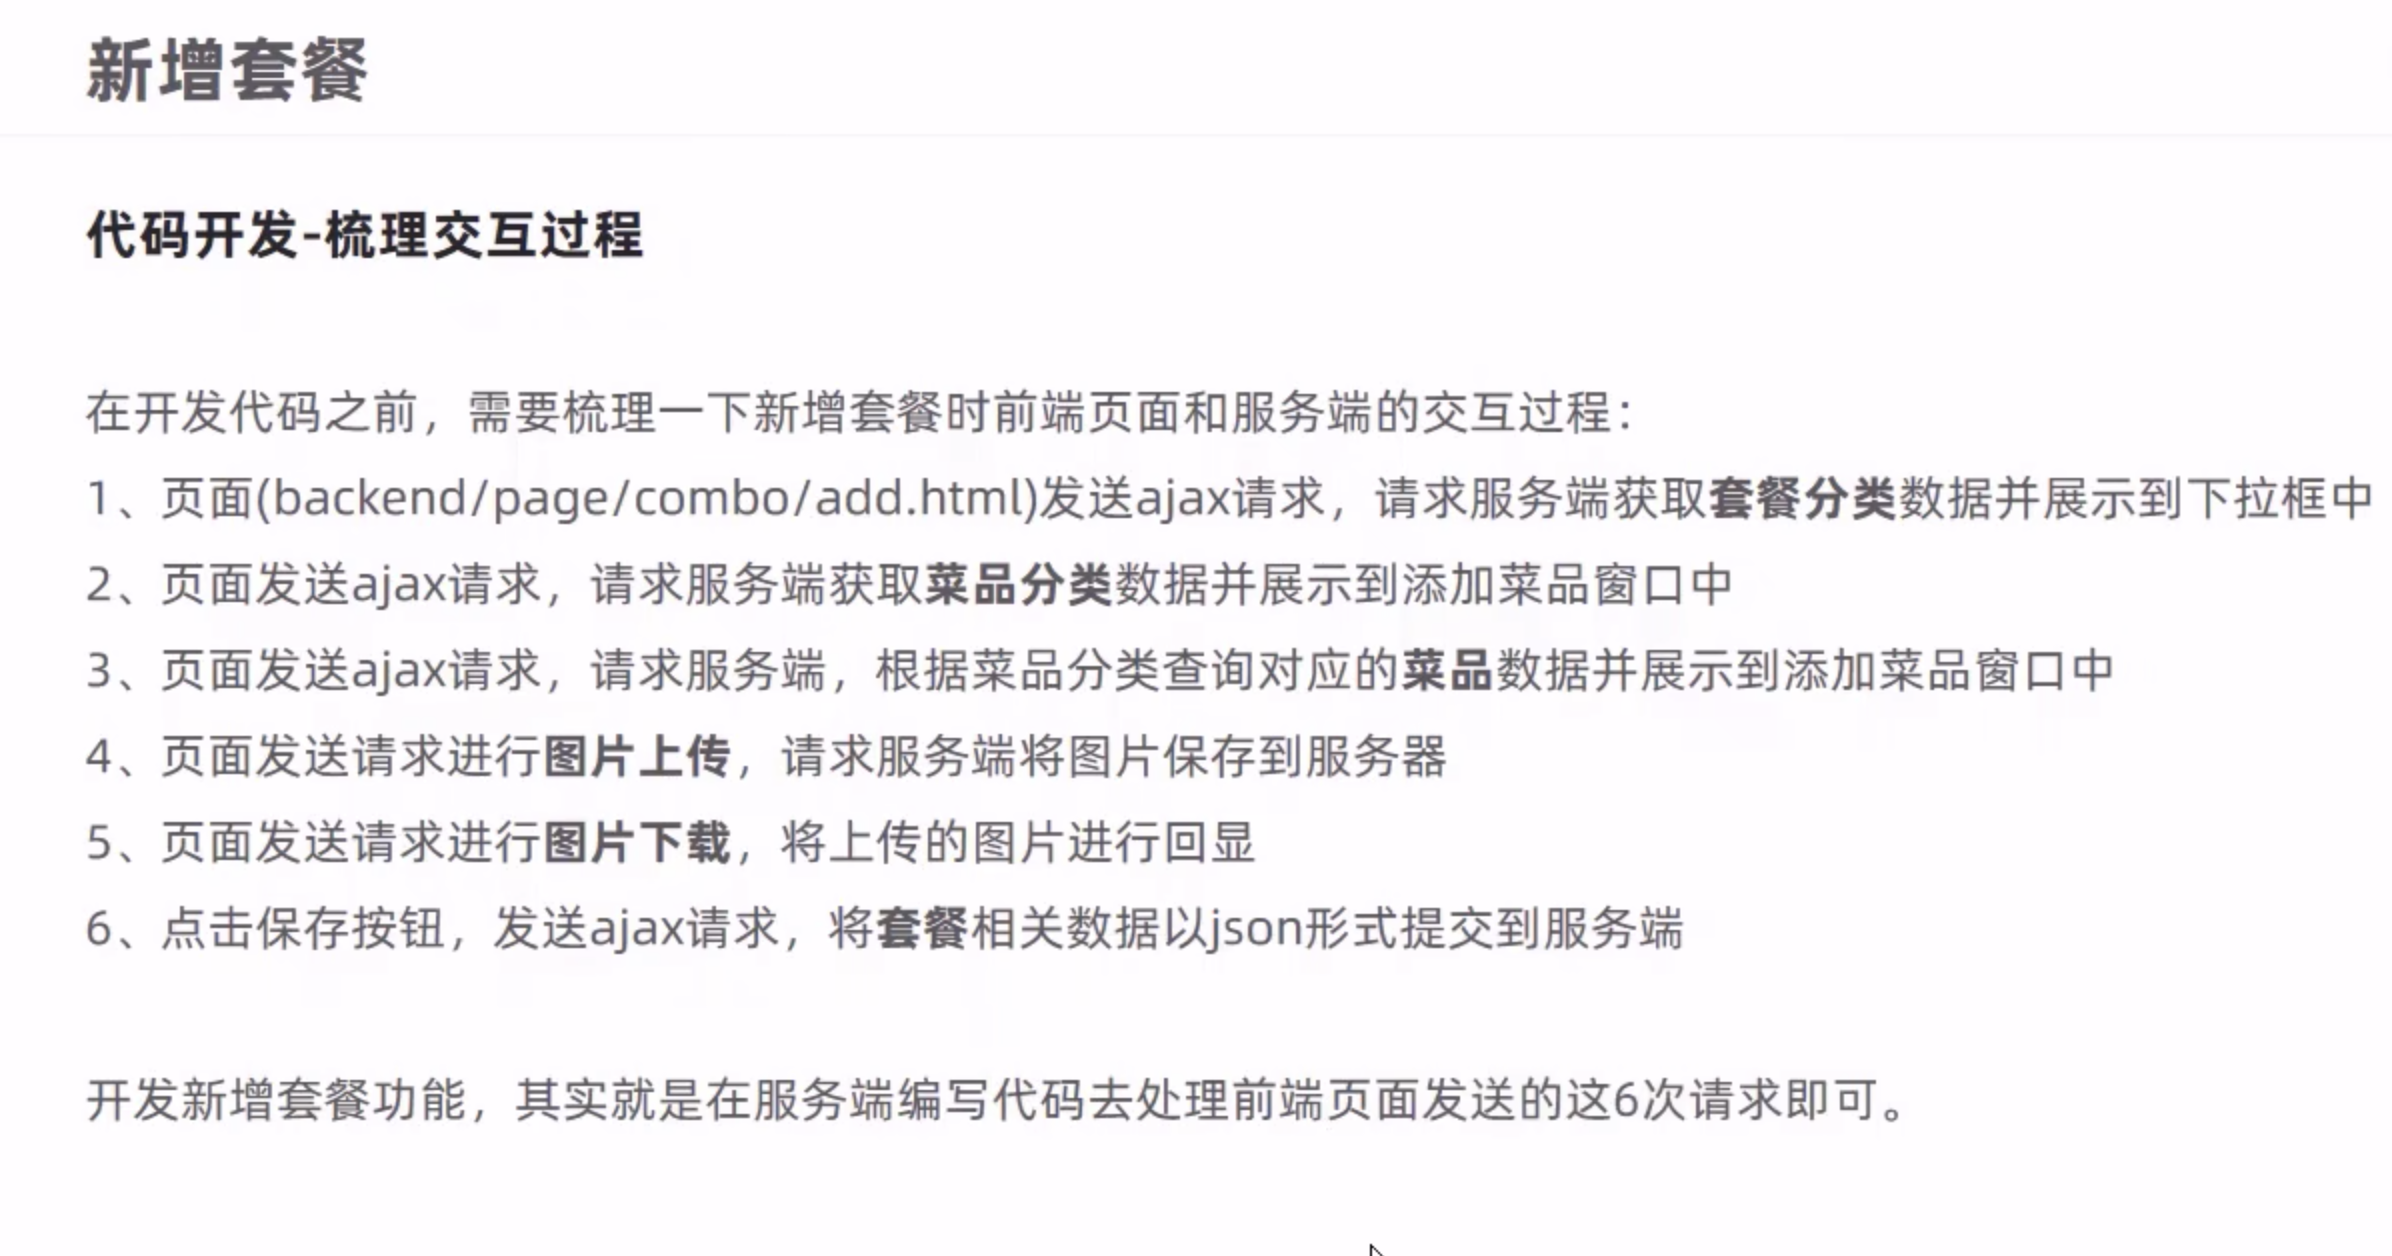 新增套餐
代码开发-梳理交互过程
在开发代码之前，需要梳理一下新增套餐时前端页面和服务端的交互过程：
1、页面(backend/page/combo/add.html)发送ajax请求，请求服务端获取套餐分类数据并展示到下拉框中
2、页面发送ajax请求，请求服务端获取菜品分类数据并展示到添加菜品窗口中
3、页面发送ajax请求，请求服务端，根据菜品分类查询对应的菜品数据并展示到添加菜品窗口中
4、页面发送请求进行图片上传，请求服务端将图片保存到服务器
5、页面发送请求进行图片下载，将上传的图片进行回显
6、点击保存按钮，发送ajax请求，将套餐相关数据以json形式提交到服务端
开发新增套餐功能，其实就是在服务端编写代码去处理前端页面发送的这6次请求即可。